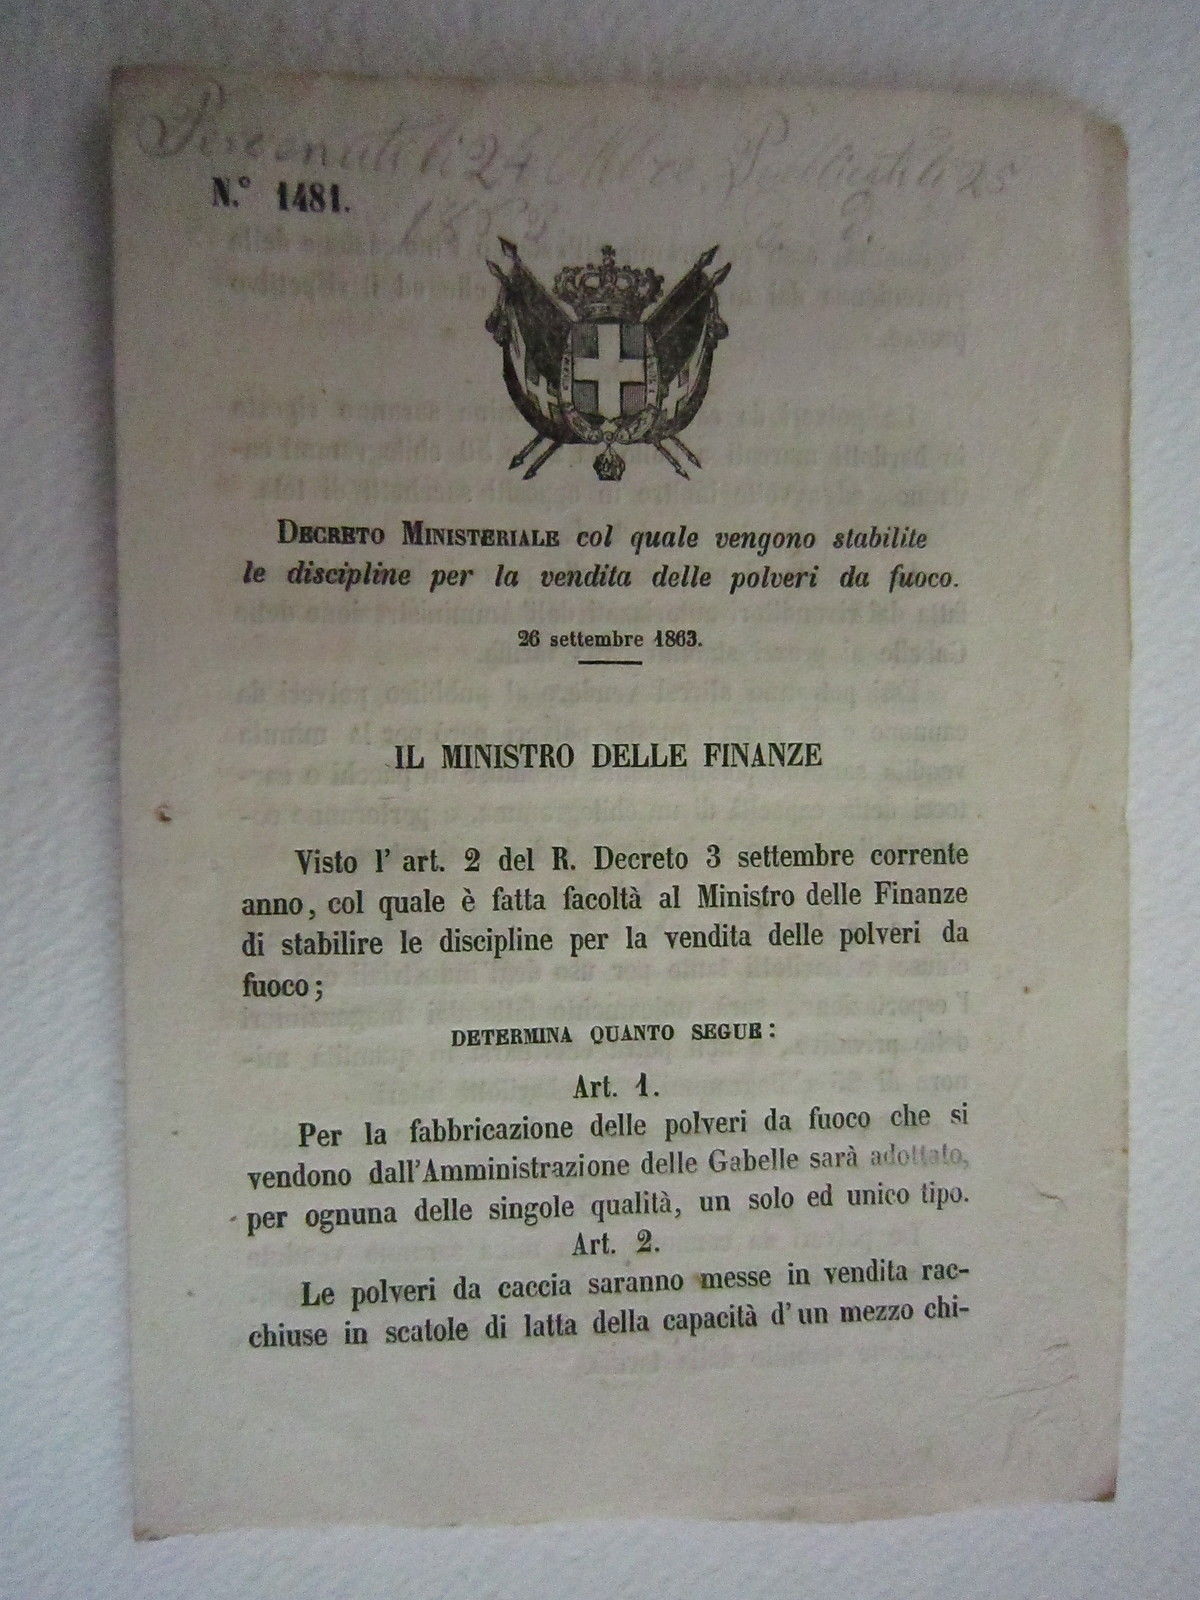 li 24
li 25
N.° 1481.
DECRETO MINISTERIALE col quale vengono stabilite
le discipline per la vendita delle polveri da fuoco.
26 settembre 1863.
IL MINISTRO DELLE FINANZE
Visto l' art. 2 del R. Decreto 3 settembre corrente
anno, col quale è fatta facoltà al Ministro delle Finanze
di stabilire le discipline per la vendita delle polveri da
fuoco;
DETERMINA QUANTO SEGUE:
Art. 1.
Per la fabbricazione delle polveri da fuoco che si
vendono dall'Amministrazione delle Gabelle sarà adottato,
per ognuna delle singole qualità, un solo ed unico tipo.
Art. 2.
Le polveri da caccia saranno messe in vendita rac-
chiuse in scatole di latta della capacità d' un mezzo chi-